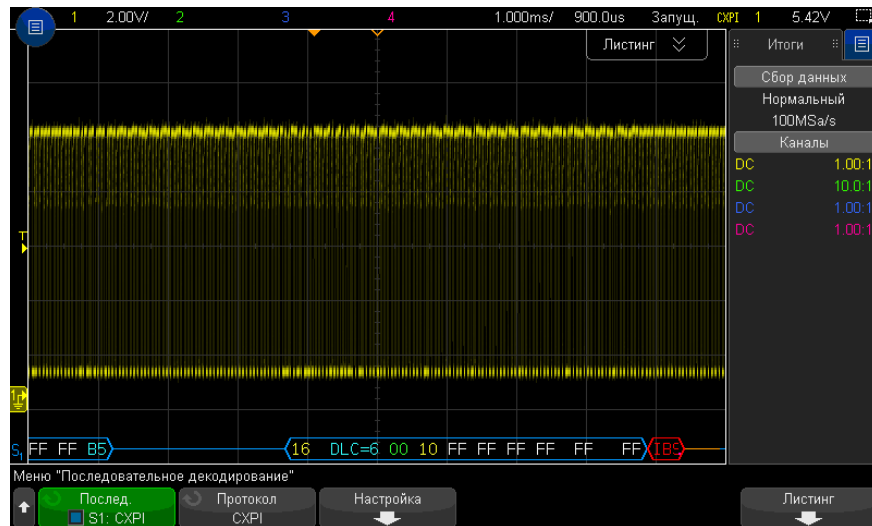 1 2.00V/ 2 3 4 1.000ms/ 900.0us Запущ. CXPI 1 5.42V
Листинг
Итоги
Сбор данных
Нормальный
100MSa/s
Каналы
DC 1.00:1
DC 10.0:1
DC 1.00:1
DC 1.00:1
T
1
S1 FF FF B5 16 DLC=6 00 10 FF FF FF FF FF FF IBS
Меню "Последовательное декодирование"
Послед.
S1: CXPI
Протокол
CXPI
Настройка
Листинг